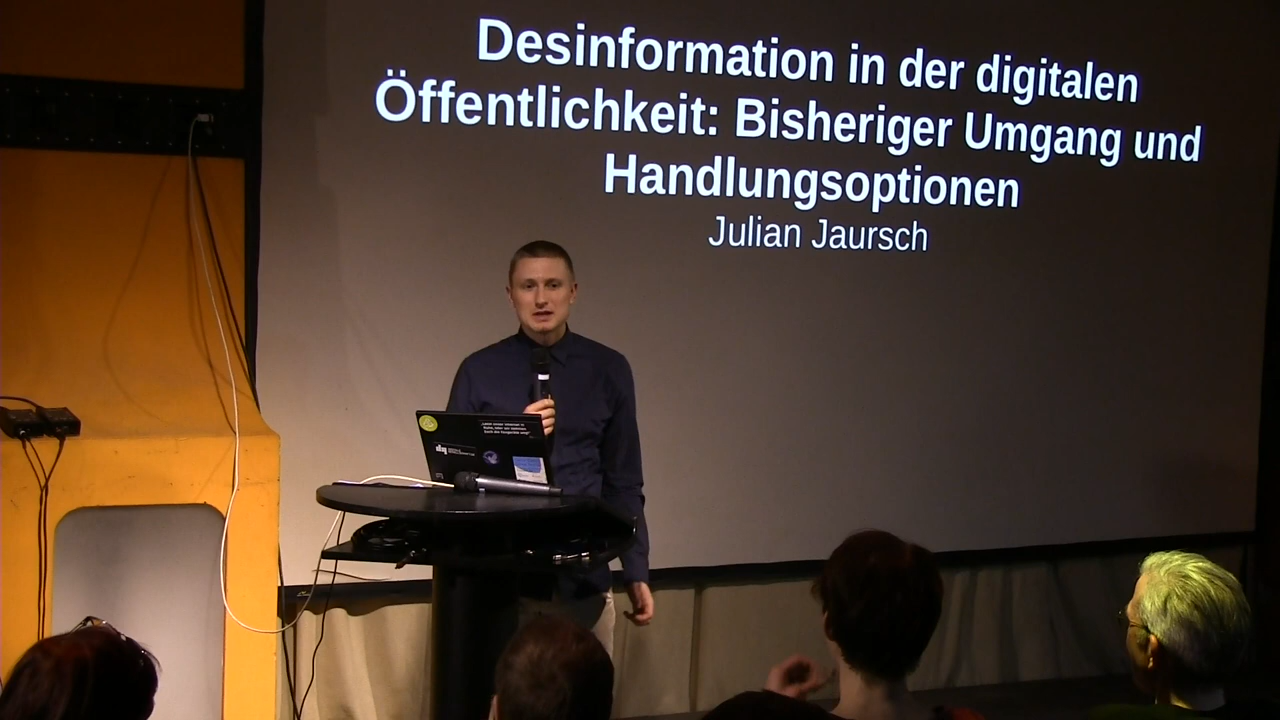 Desinformation in der digitalen
Öffentlichkeit: Bisheriger Umgang und
Handlungsoptionen
Julian Jaursch